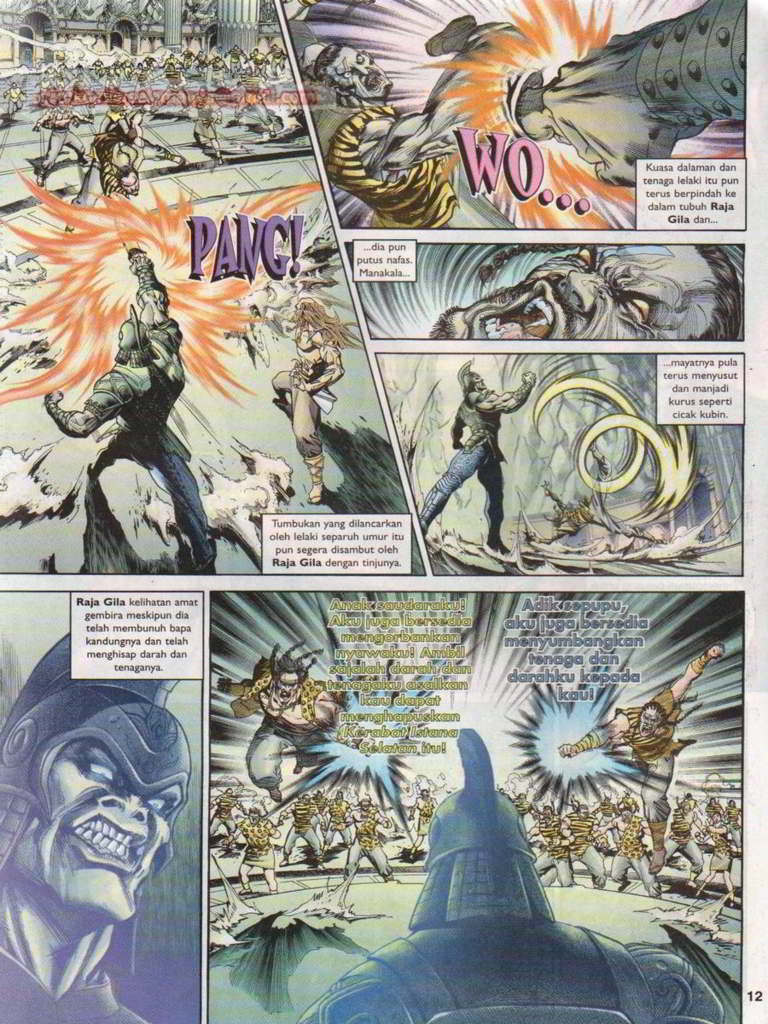 PANG!
Tumbukan yang dilancarkan
oleh lelaki separuh umur itu
pun segera disambut oleh
Raja Gila dengan tinjunya.
WO...
Kuasa dalaman dan
tenaga lelaki itu pun
terus berpindah ke
dalam tubuh Raja
Gila dan...
...dia pun
putus nafas.
Manakala...
...mayatnya pula
terus menyusut
dan manjadi
kurus seperti
cicak kubin.
Raja Gila kelihatan amat
gembira meskipun dia
telah membunuh bapa
kandungnya dan telah
menghisap darah dan
tenaganya.
Anak saudaraku!
Aku juga bersedia
mengorbankan
nyawaku! Ambil
sajalah darah dan
tenagaku asalkan
kau dapat
menghapuskan
Kerabat Istana
Selatan itu!
Adik sepupu,
aku juga bersedia
menyumbangkan
tenaga dan
darahku kepada
kau!
12